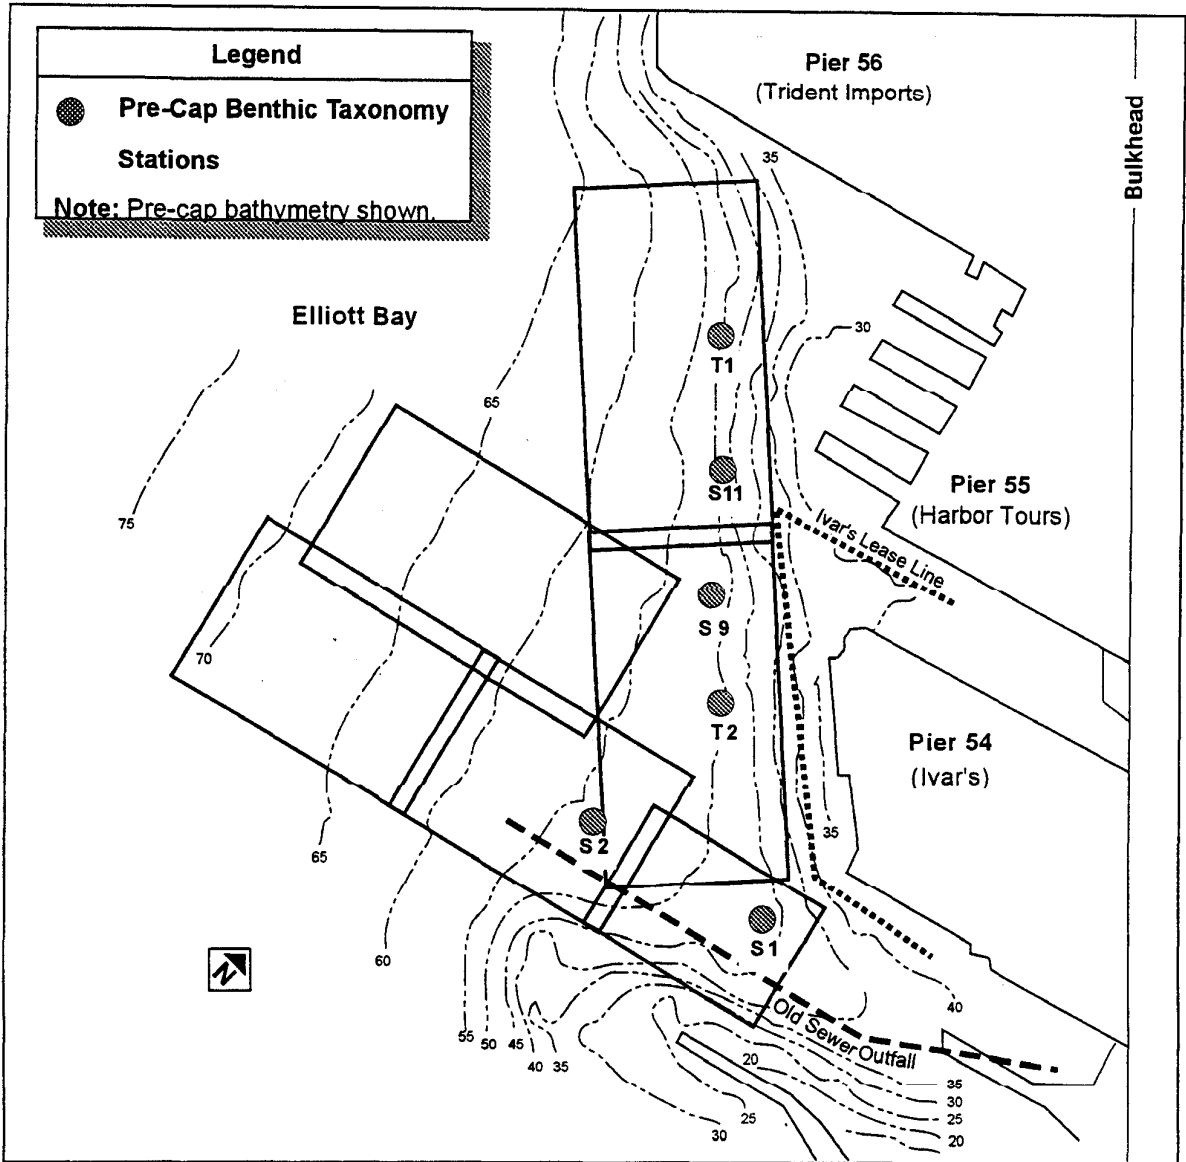 Legend
Pre-Cap Benthic Taxonomy
Stations
Note: Pre-cap bathymetry shown.
Pier 56
(Trident Imports)
Bulkhead
35
Elliott Bay
30
T1
65
S11
Pier 55
(Harbor Tours)
75
Ivar's Lease Line
S 9
70
T 2
Pier 54
(Ivar's)
35
S 2
65
S 1
60
N
40
Old Sewer Outfall
55
50
45
40
35
20
35
30
25
25
20
30